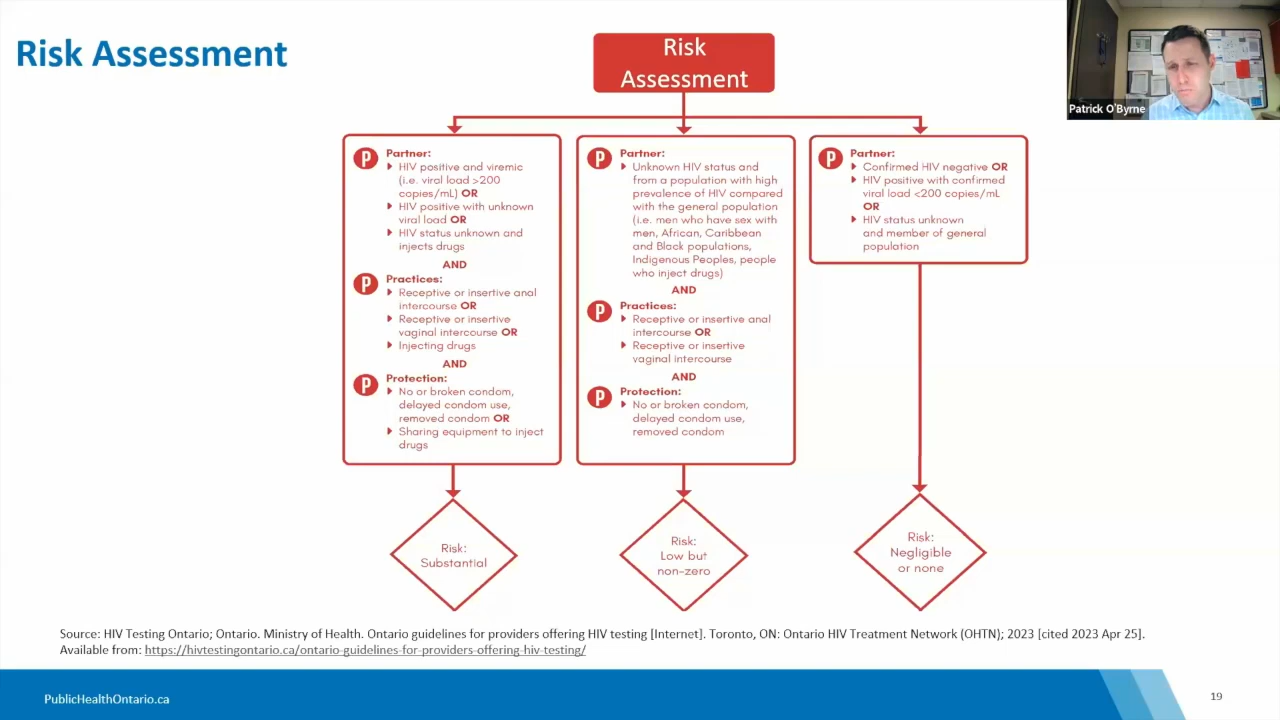 Risk Assessment
Risk
Assessment
Patrick O'Byrne
P
Partner:
HIV positive and viremic
(i.e. viral load >200
copies/mL) OR
HIV positive with unknown
viral load OR
HIV status unknown and
injects drugs
AND
P
Practices:
Receptive or insertive anal
intercourse OR
Receptive or insertive
vaginal intercourse OR
Injecting drugs
AND
P
Protection:
No or broken condom,
delayed condom use,
removed condom OR
Sharing equipment to inject
drugs
Risk:
Substantial
P
Partner:
Unknown HIV status and
from a population with high
prevalence of HIV compared
with the general population
(i.e. men who have sex with
men, African, Caribbean
and Black populations,
Indigenous Peoples, people
who inject drugs)
AND
P
Practices:
Receptive or insertive anal
intercourse OR
Receptive or insertive
vaginal intercourse
AND
P
Protection:
No or broken condom,
delayed condom use,
removed condom
Risk:
Low but
non-zero
P
Partner:
Confirmed HIV negative OR
HIV positive with confirmed
viral load <200 copies/mL
OR
HIV status unknown
and member of general
population
Risk:
Negligible
or none
Source: HIV Testing Ontario; Ontario. Ministry of Health. Ontario guidelines for providers offering HIV testing [Internet]. Toronto, ON: Ontario HIV Treatment Network (OHTN); 2023 [cited 2023 Apr 25].
Available from: https://hivtestingontario.ca/ontario-guidelines-for-providers-offering-hiv-testing/
PublicHealthOntario.ca
19